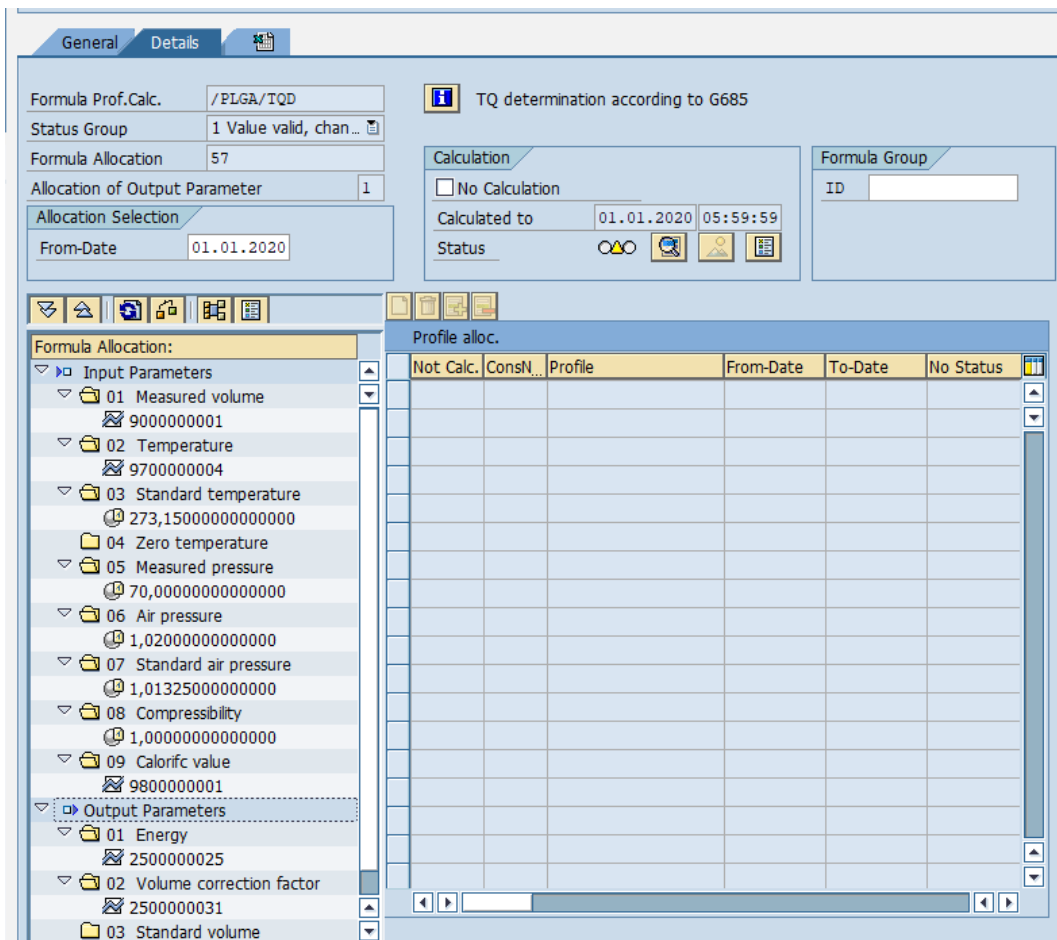 General Details
Formula Prof.Calc. /PLGA/TQD
TQ determination according to G685
Status Group 1 Value valid, chan...
Formula Allocation 57
Allocation of Output Parameter 1
Allocation Selection
From-Date 01.01.2020
Calculation
No Calculation
Calculated to 01.01.2020 05:59:59
Status
Formula Group
ID
Formula Allocation:
Input Parameters
01 Measured volume
9000000001
02 Temperature
9700000004
03 Standard temperature
273,15000000000000
04 Zero temperature
05 Measured pressure
70,00000000000000
06 Air pressure
1,02000000000000
07 Standard air pressure
1,01325000000000
08 Compressibility
1,00000000000000
09 Calorifc value
9800000001
Output Parameters
01 Energy
2500000025
02 Volume correction factor
2500000031
03 Standard volume
Profile alloc.
Not Calc. ConsN... Profile From-Date To-Date No Status